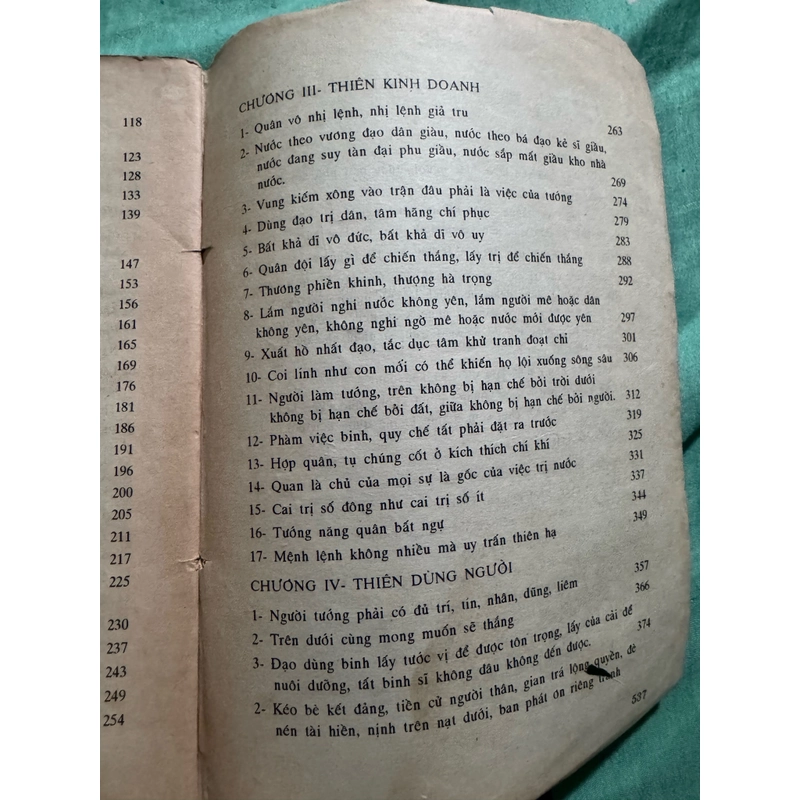 118
123
128
133
139
147
153
156
161
165
169
176
181
186
191
196
200
205
211
217
225
230
237
243
249
254
CHƯƠNG III- THIÊN KINH DOANH
1- Quân vô nhị lệnh, nhị lệnh giả tru 263
2- Nước theo vương đạo dân giàu, nước theo bá đạo kẻ sĩ giầu,
nước đang suy tàn đại phu giầu, nước sắp mất giầu kho nhà
nước. 269
3- Vung kiếm xông vào trận đâu phải là việc của tướng 274
4- Dùng đạo trị dân, tâm hãng chí phục 279
5- Bất khả dĩ vô đức, bất khả dĩ vô uy 283
6- Quân đội lấy gì để chiến thắng, lấy trị để chiến thắng 288
7- Thương phiền khinh, thượng hà trọng 292
8- Lắm người nghi nước không yên, lắm người mê hoặc dân
không yên, không nghi ngờ mê hoặc nước mới được yên 297
9- Xuất hồ nhất đạo, tắc dục tâm khử tranh đoạt chỉ 301
10- Coi lính như con mới có thể khiến họ lội xuống sông sâu 306
11- Người làm tướng, trên không bị hạn chế bởi trời dưới
không bị hạn chế bởi đất, giữa không bị hạn chế bởi người. 312
12- Phàm việc binh, quy chế tất phải đặt ra trước 319
13- Hợp quân, tụ chúng cốt ở kích thích chí khí 325
14- Quan là chủ của mọi sự là gốc của việc trị nước 331
15- Cai trị số đông như cai trị số ít 337
16- Tướng năng quân bất ngự 344
17- Mệnh lệnh không nhiều mà uy trấn thiên hạ 349
CHƯƠNG IV- THIÊN DÙNG NGƯỜI
1- Người tướng phải có đủ trí, tín, nhân, dũng, liêm 357
2- Trên dưới cùng mong muốn sẽ thắng 366
3- Đạo dùng binh lấy tước vị để được tôn trọng, lấy của cải để 374
nuôi dưỡng, tất binh sĩ không đâu không đến được.
2- Kéo bè kết đảng, tiền cử người thân, gian trá lộng quyền, đè
nén tài hiền, nịnh trên nạt dưới, ban phát ơn riêng
537